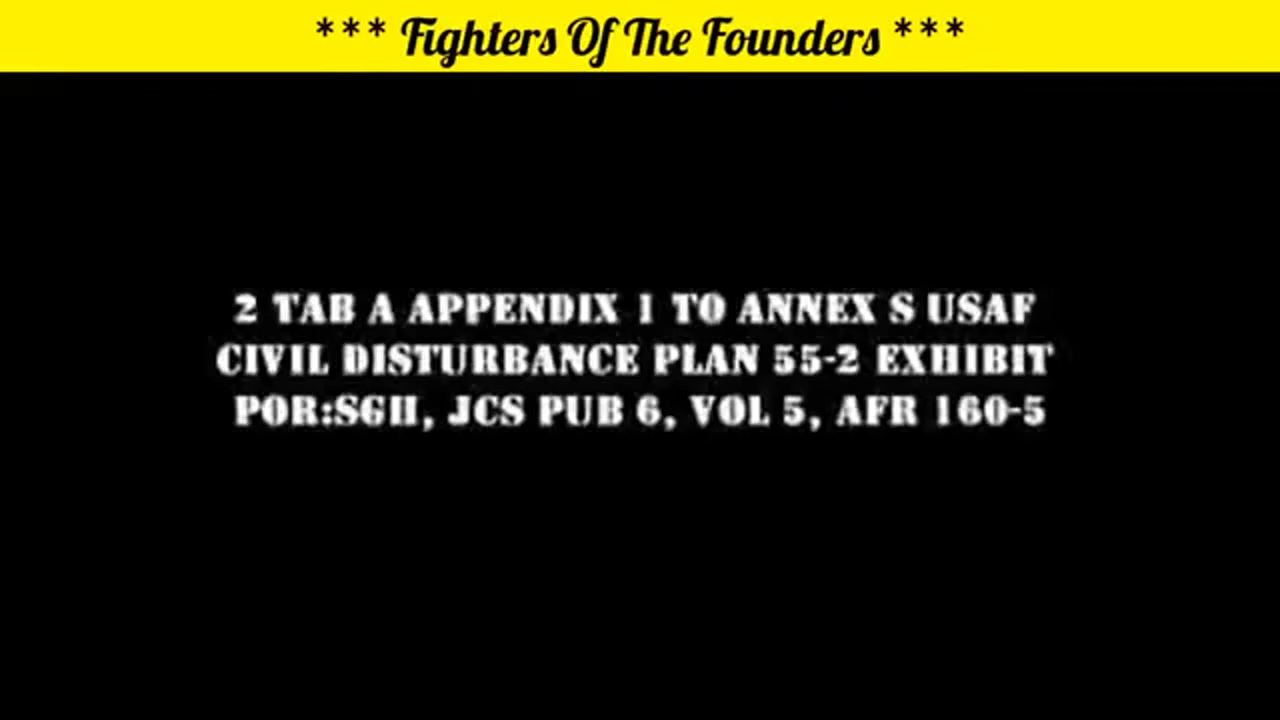 *** Fighters Of The Founders ***
2 TAB A APPENDIX 1 TO ANNEX S USAF
CIVIL DISTURBANCE PLAN 55-2 EXHIBIT
POR:SGH, JCS PUB 6, VOL 5, AFR 160-5